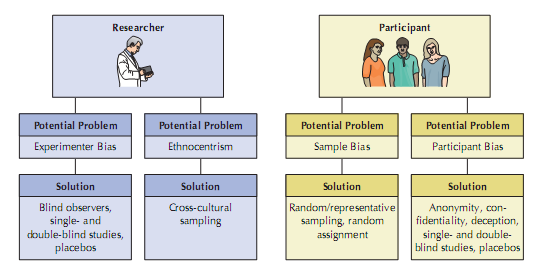 Researcher
Participant
Potential Problem
Experimenter Bias
Potential Problem
Ethnocentrism
Potential Problem
Sample Bias
Potential Problem
Participant Bias
Solution
Blind observers,
single- and
double-blind studies,
placebos
Solution
Cross-cultural
sampling
Solution
Random/representative
sampling, random
assignment
Solution
Anonymity, con-
fidentiality, deception,
single- and double-
blind studies, placebos